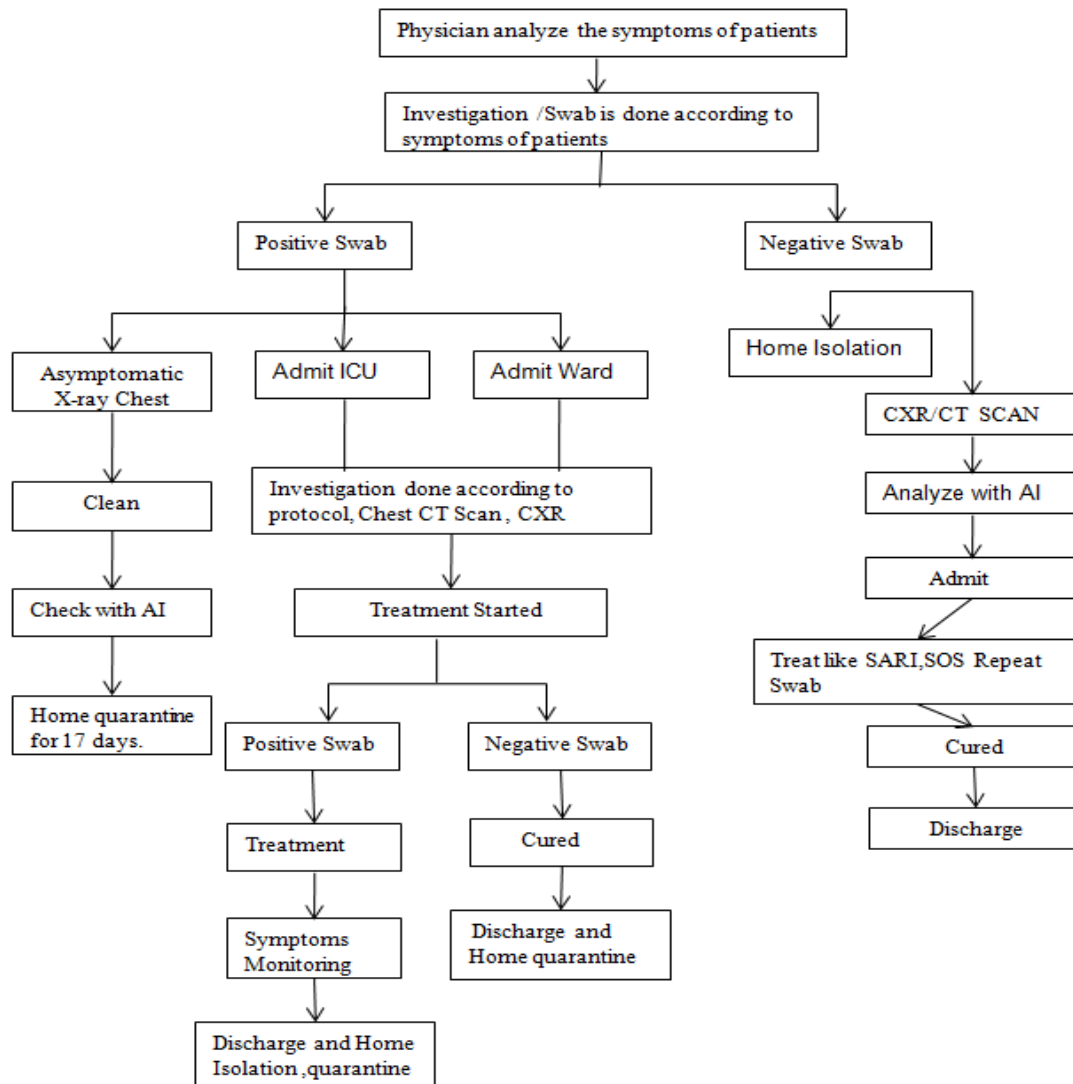 Physician analyze the symptoms of patients
Investigation /Swab is done according to
symptoms of patients
Positive Swab
Negative Swab
Asymptomatic
X-ray Chest
Admit ICU
Admit Ward
Home Isolation
CXR/CT SCAN
Clean
Investigation done according to
protocol, Chest CT Scan , CXR
Analyze with AI
Check with AI
Treatment Started
Admit
Home quarantine
for 17 days.
Positive Swab
Negative Swab
Treat like SARI,SOS Repeat
Swab
Treatment
Cured
Cured
Symptoms
Monitoring
Discharge and
Home quarantine
Discharge
Discharge and Home
Isolation ,quarantine